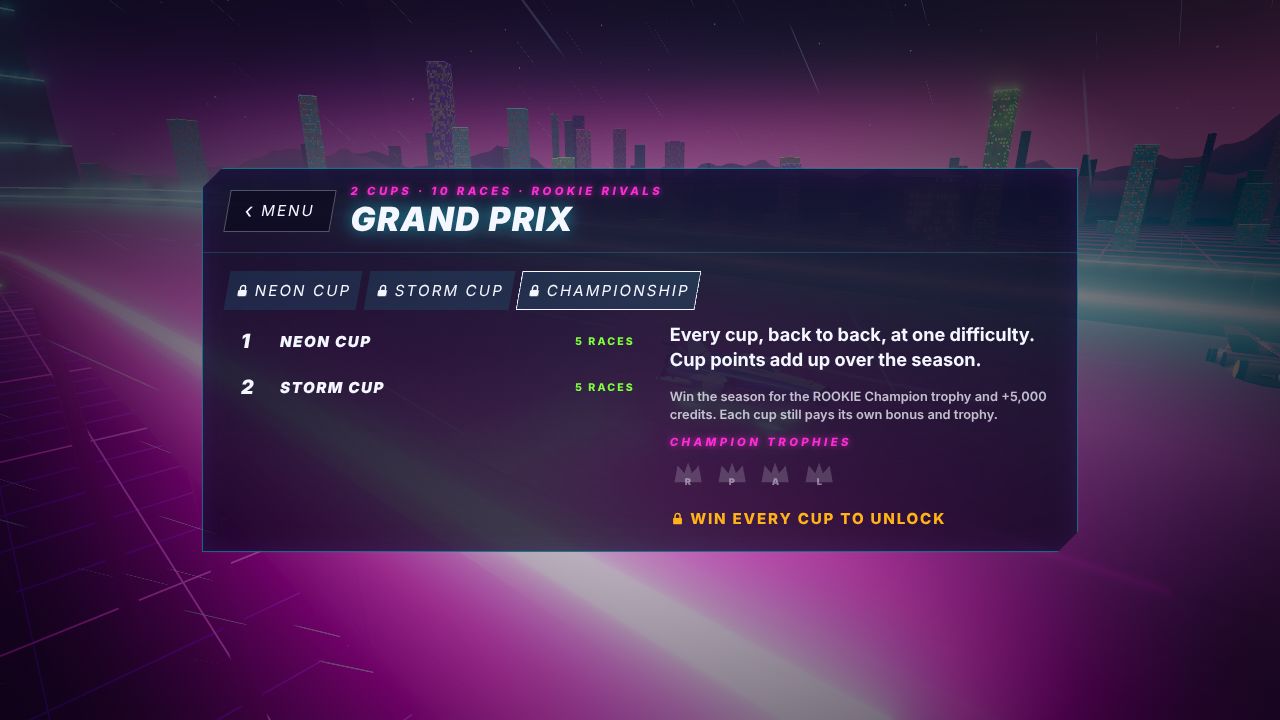 2 CUPS · 10 RACES · ROOKIE RIVALS
‹ MENU
GRAND PRIX
NEON CUP
STORM CUP
CHAMPIONSHIP
1 NEON CUP 5 RACES
2 STORM CUP 5 RACES
Every cup, back to back, at one difficulty.
Cup points add up over the season.
Win the season for the ROOKIE Champion trophy and +5,000
credits. Each cup still pays its own bonus and trophy.
CHAMPION TROPHIES
R P A L
WIN EVERY CUP TO UNLOCK